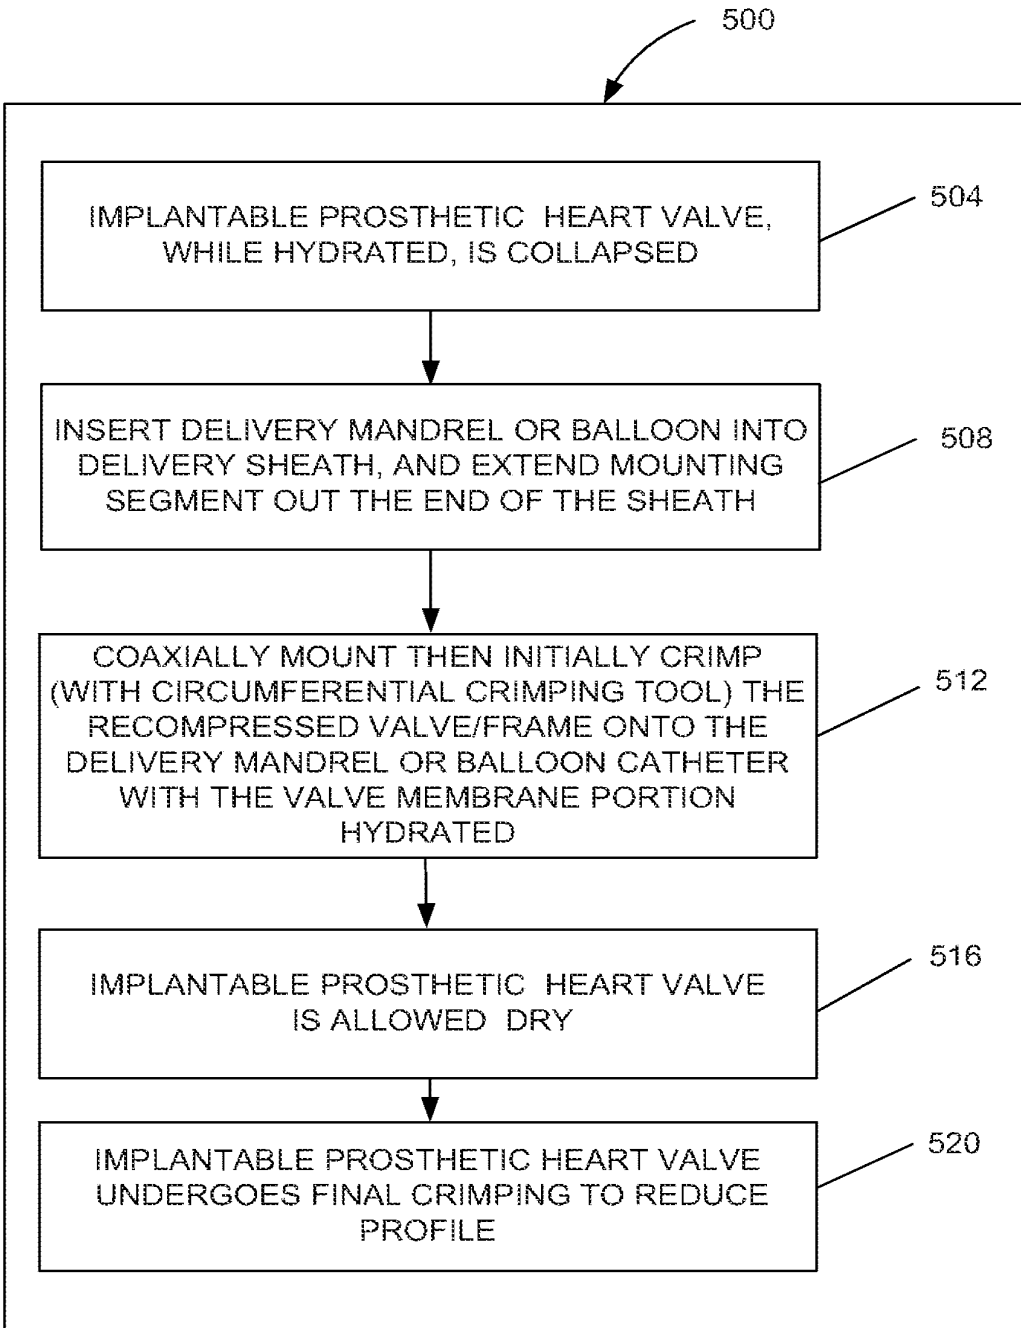 500
IMPLANTABLE PROSTHETIC HEART VALVE,
WHILE HYDRATED, IS COLLAPSED
504
INSERT DELIVERY MANDREL OR BALLOON INTO
DELIVERY SHEATH, AND EXTEND MOUNTING
SEGMENT OUT THE END OF THE SHEATH
508
COAXIALLY MOUNT THEN INITIALLY CRIMP
(WITH CIRCUMFERENTIAL CRIMPING TOOL) THE
RECOMPRESSED VALVE/FRAME ONTO THE
DELIVERY MANDREL OR BALLOON CATHETER
WITH THE VALVE MEMBRANE PORTION
HYDRATED
512
IMPLANTABLE PROSTHETIC HEART VALVE
IS ALLOWED DRY
516
IMPLANTABLE PROSTHETIC HEART VALVE
UNDERGOES FINAL CRIMPING TO REDUCE
PROFILE
520